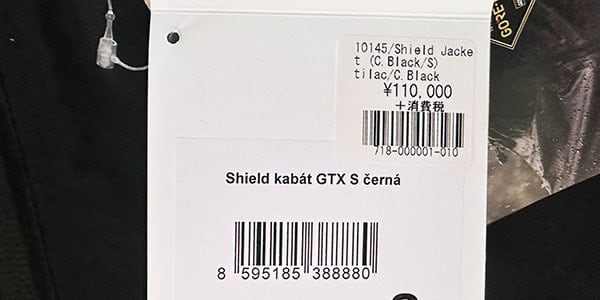 10145/Shield Jacke
t (C.Black/S)
tilac/C.Black
¥110,000
+消費税
718-000001-010
GORE
Shield kabát GTX S černá
8 595185 388880